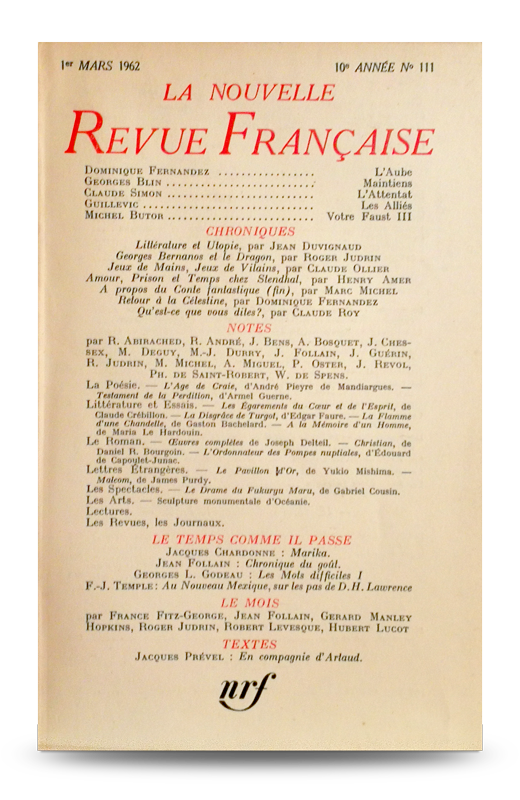 1er MARS 1962 10e ANNÉE No 111
LA NOUVELLE
REVUE FRANÇAISE
DOMINIQUE FERNANDEZ ................. L'Aube
GEORGES BLIN .......................... Maintiens
CLAUDE SIMON .......................... L'Attentat
GUILLEVIC ............................. Les Alliés
MICHEL BUTOR ......................... Votre Faust III
CHRONIQUES
Littérature et Utopie, par JEAN DUVIGNAUD
Georges Bernanos et le Dragon, par ROGER JUDRIN
Jeux de Mains, Jeux de Vilains, par CLAUDE OLLIER
Amour, Prison et Temps chez Stendhal, par HENRY AMER
A propos du Conte fantastique (fin), par MARC MICHEL
Retour à la Célestine, par DOMINIQUE FERNANDEZ
Qu'est-ce que vous dites?, par CLAUDE ROY
NOTES
par R. ABIRACHED, R. ANDRÉ, J. BENS, A. BOSQUET, J. CHES-
SEX, M. DEGUY, M.-J. DURRY, J. FOLLAIN, J. GUÉRIN,
R. JUDRIN, M. MICHEL, A. MIGUEL, P. OSTER, J. REVOL,
PH. DE SAINT-ROBERT, W. DE SPENS.
La Poésie. — L'Age de Craie, d'André Pieyre de Mandiargues. —
Testament de la Perdition, d'Armel Guerne.
Littérature et Essais. — Les Égarements du Cœur et de l'Esprit, de
Claude Crébillon. — La Disgrâce de Turgot, d'Edgar Faure. — La Flamme
d'une Chandelle, de Gaston Bachelard. — A la Mémoire d'un Homme,
de Maria Le Hardouin.
Le Roman. — Œuvres complètes de Joseph Delteil. — Christian, de
Daniel R. Bourgoin. — L'Ordonnateur des Pompes nuptiales, d'Édouard
de Capoulet-Junac.
Lettres Étrangères. — Le Pavillon d'Or, de Yukio Mishima. —
Malcom, de James Purdy.
Les Spectacles. — Le Drame du Fukuryu Maru, de Gabriel Cousin.
Les Arts. — Sculpture monumentale d'Océanie.
Lectures.
Les Revues, les Journaux.
LE TEMPS COMME IL PASSE
JACQUES CHARDONNE : Marika.
JEAN FOLLAIN : Chronique du goût.
GEORGES L. GODEAU : Les Mots difficiles I
F.-J. TEMPLE : Au Nouveau Mexique, sur les pas de D.H. Lawrence
LE MOIS
par FRANCE FITZ-GEORGE, JEAN FOLLAIN, GERARD MANLEY
HOPKINS, ROGER JUDRIN, ROBERT LEVESQUE, HUBERT LUCOT
TEXTES
JACQUES PRÉVEL : En compagnie d'Artaud.
nrf